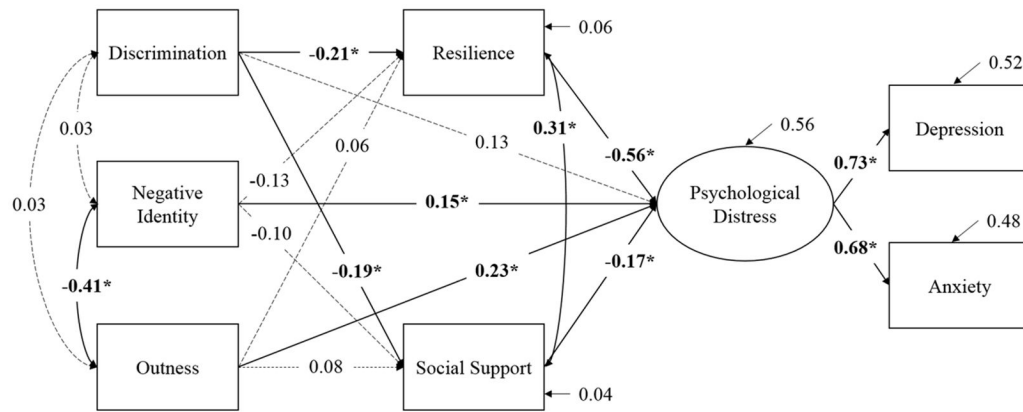 Discrimination
Negative
Identity
Outness
0.03
0.03
-0.41*
-0.21*
0.06
-0.13
-0.10
-0.19*
0.08
Resilience
0.06
Social Support
0.04
0.31*
0.13
0.15*
0.23*
-0.56*
-0.17*
0.56
Psychological
Distress
0.73*
0.68*
0.52
Depression
0.48
Anxiety